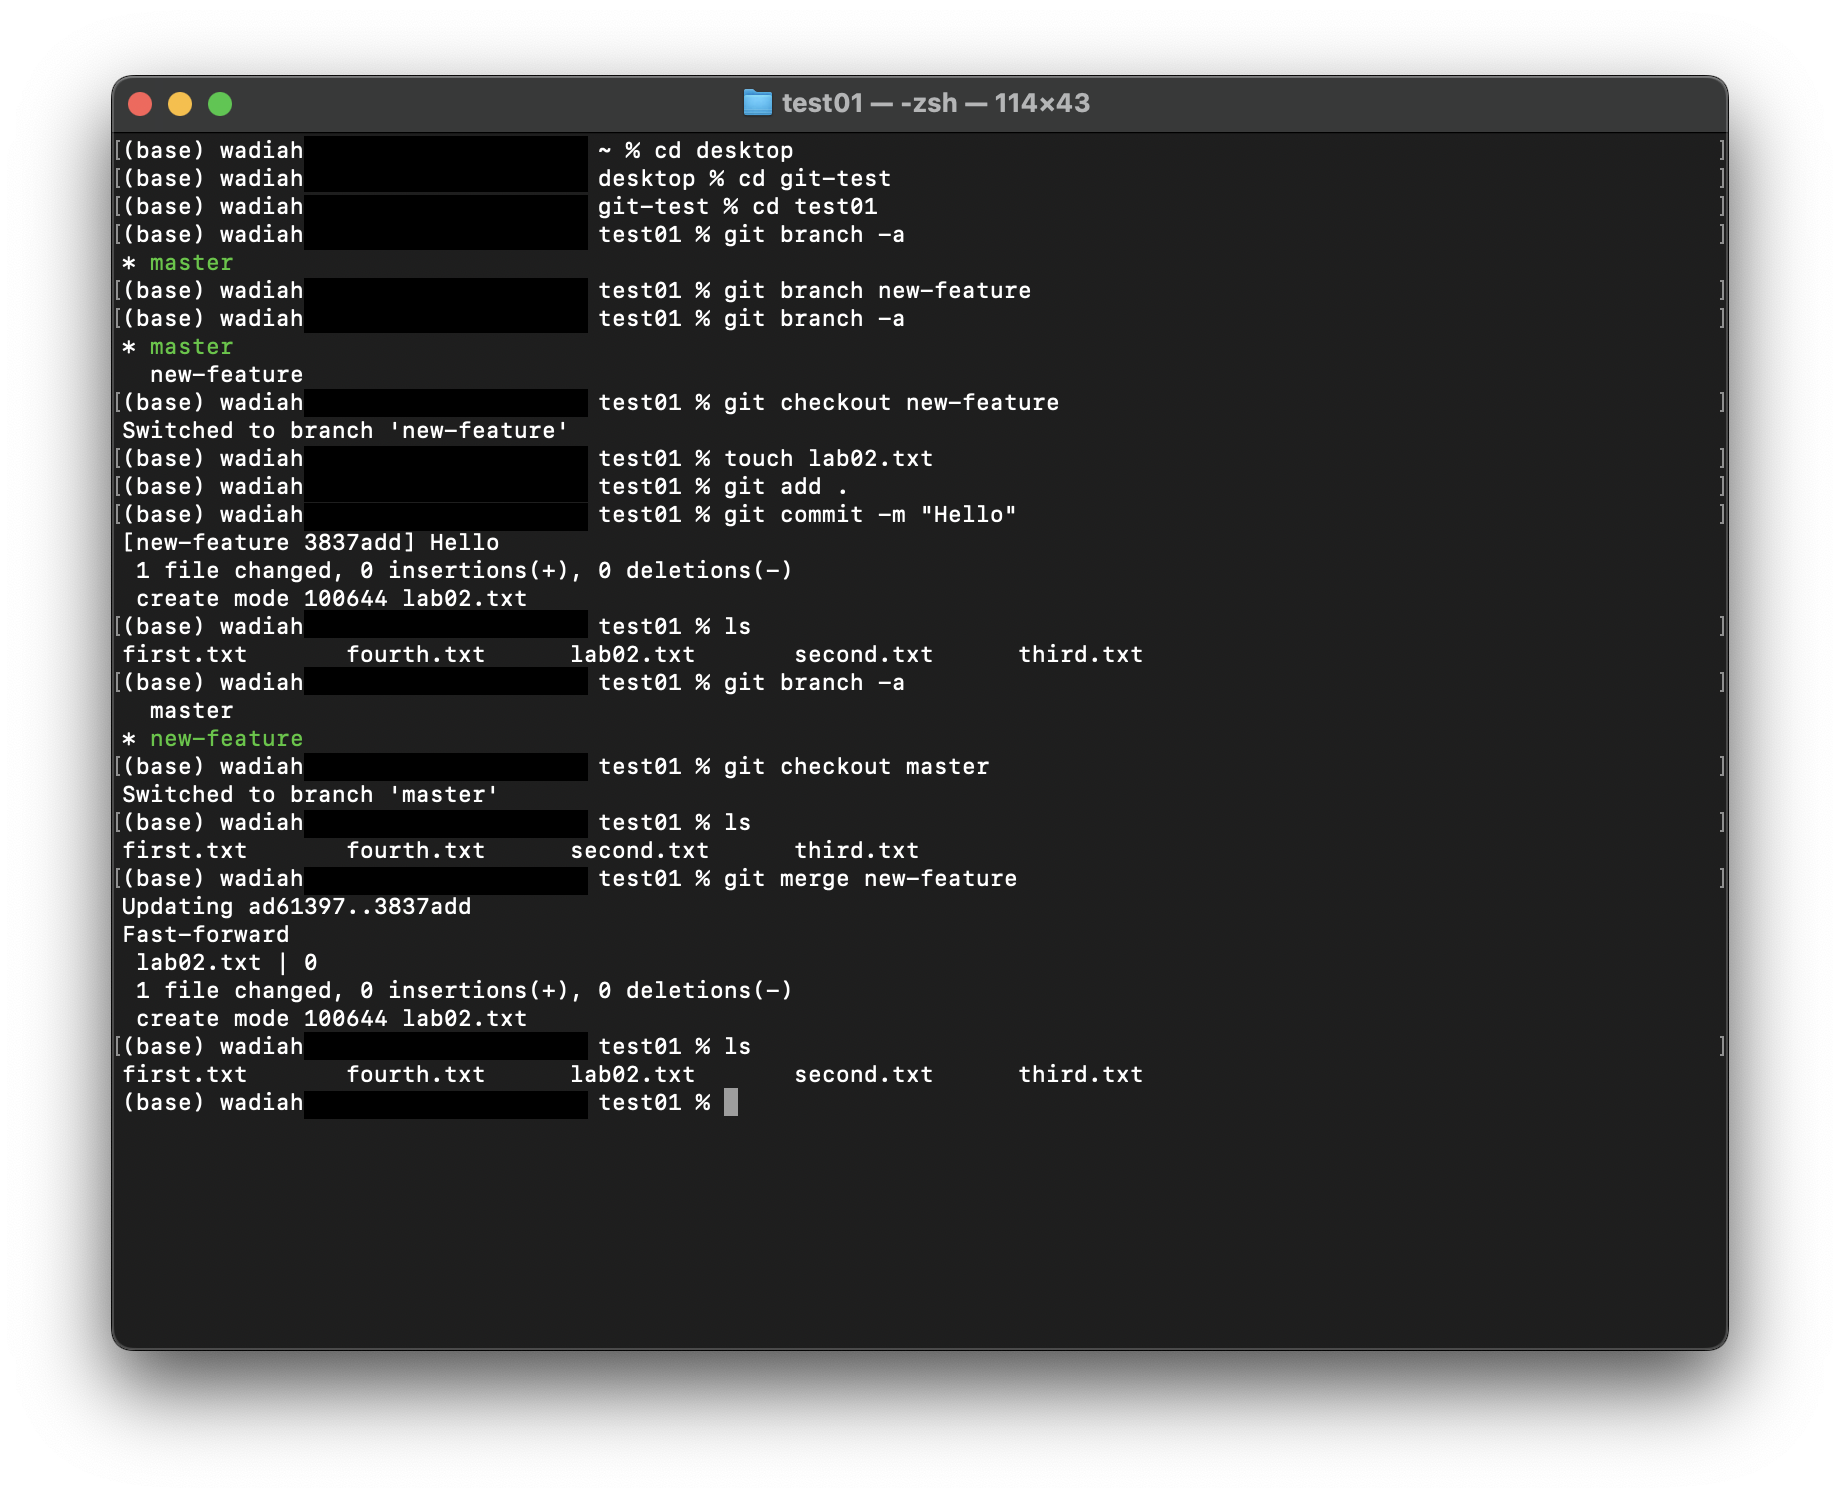 test01 — -zsh — 114×43
[(base) wadiah ~ % cd desktop ]
[(base) wadiah desktop % cd git-test ]
[(base) wadiah git-test % cd test01 ]
[(base) wadiah test01 % git branch -a ]
* master
[(base) wadiah test01 % git branch new-feature ]
[(base) wadiah test01 % git branch -a ]
* master
  new-feature
[(base) wadiah test01 % git checkout new-feature ]
Switched to branch 'new-feature'
[(base) wadiah test01 % touch lab02.txt ]
[(base) wadiah test01 % git add . ]
[(base) wadiah test01 % git commit -m "Hello" ]
[new-feature 3837add] Hello
 1 file changed, 0 insertions(+), 0 deletions(-)
 create mode 100644 lab02.txt
[(base) wadiah test01 % ls ]
first.txt fourth.txt lab02.txt second.txt third.txt
[(base) wadiah test01 % git branch -a ]
  master
* new-feature
[(base) wadiah test01 % git checkout master ]
Switched to branch 'master'
[(base) wadiah test01 % ls ]
first.txt fourth.txt second.txt third.txt
[(base) wadiah test01 % git merge new-feature ]
Updating ad61397..3837add
Fast-forward
 lab02.txt | 0
 1 file changed, 0 insertions(+), 0 deletions(-)
 create mode 100644 lab02.txt
[(base) wadiah test01 % ls ]
first.txt fourth.txt lab02.txt second.txt third.txt
(base) wadiah test01 %